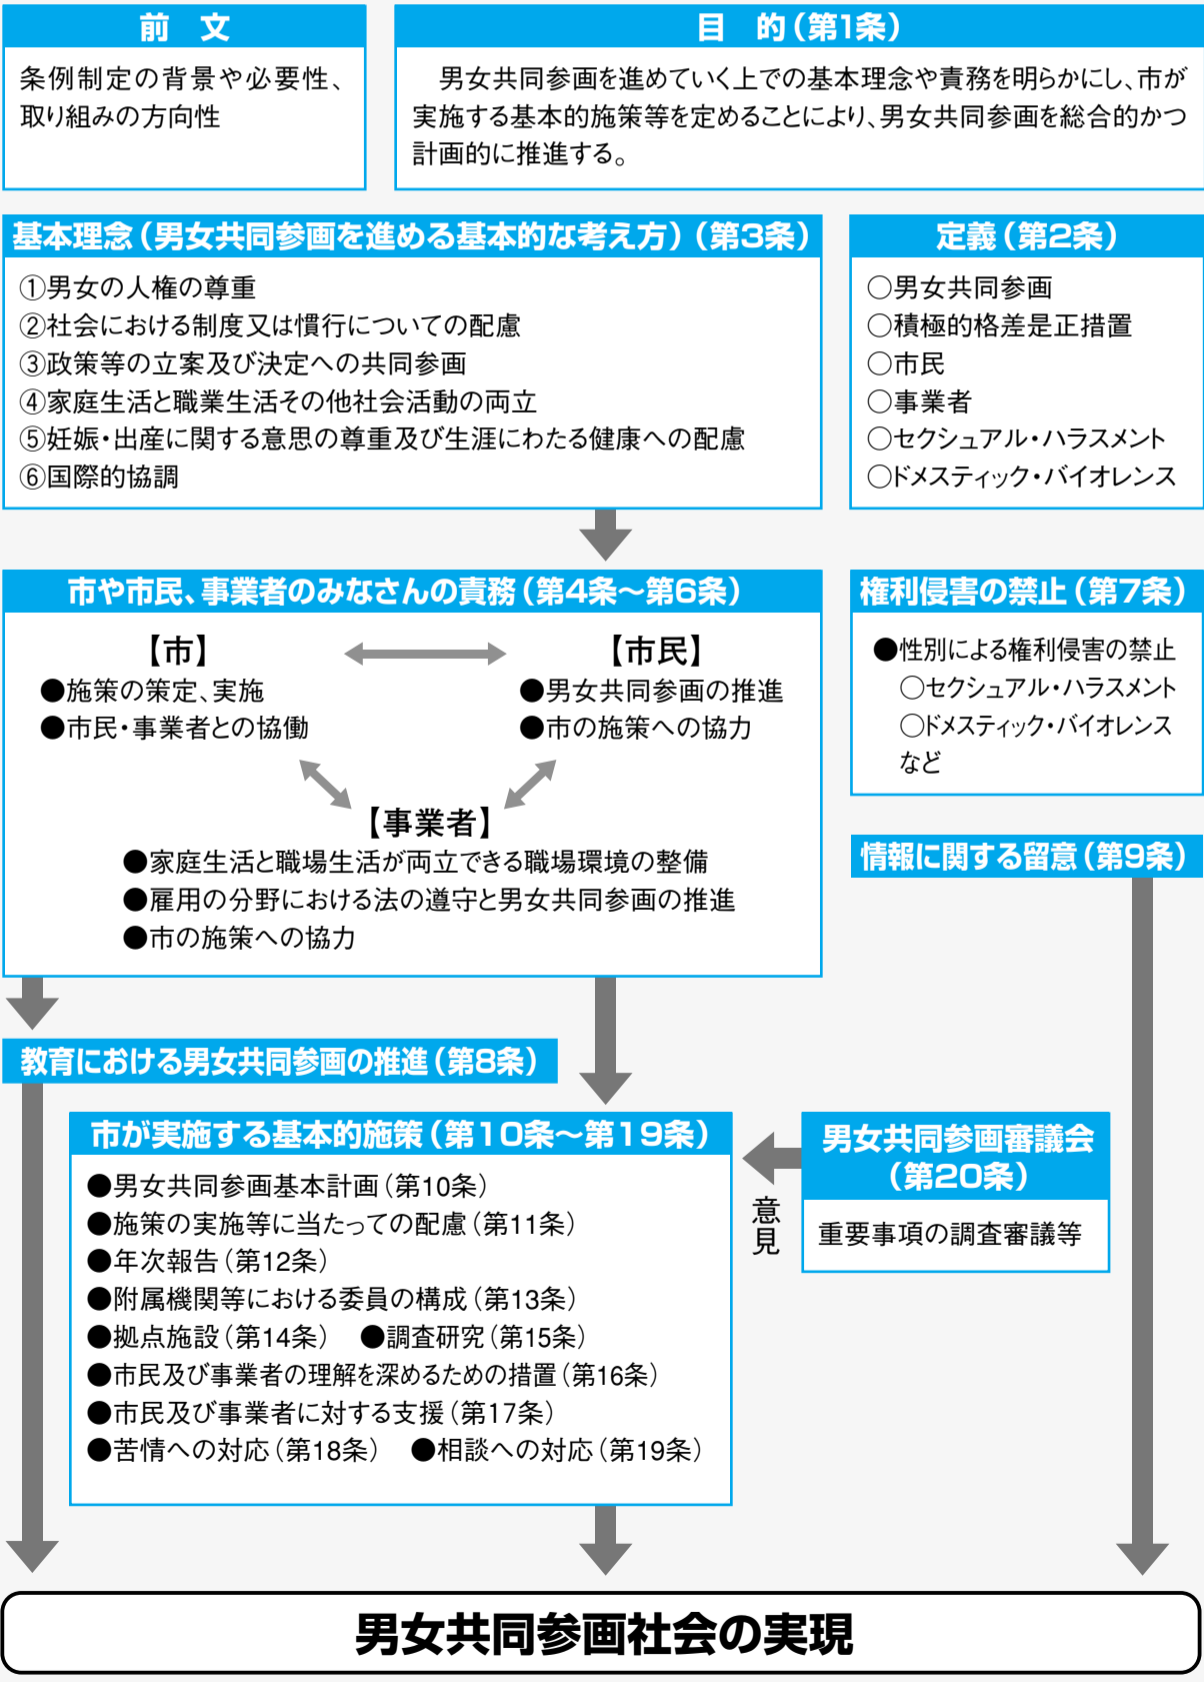 前　文
条例制定の背景や必要性、
取り組みの方向性
目　的（第1条）
　男女共同参画を進めていく上での基本理念や責務を明らかにし、市が
実施する基本的施策等を定めることにより、男女共同参画を総合的かつ
計画的に推進する。
基本理念（男女共同参画を進める基本的な考え方）（第3条）
①男女の人権の尊重
②社会における制度又は慣行についての配慮
③政策等の立案及び決定への共同参画
④家庭生活と職業生活その他社会活動の両立
⑤妊娠・出産に関する意思の尊重及び生涯にわたる健康への配慮
⑥国際的協調
定義（第2条）
○男女共同参画
○積極的格差是正措置
○市民
○事業者
○セクシュアル・ハラスメント
○ドメスティック・バイオレンス
市や市民、事業者のみなさんの責務（第4条～第6条）
【市】
●施策の策定、実施
●市民・事業者との協働
【市民】
●男女共同参画の推進
●市の施策への協力
【事業者】
●家庭生活と職場生活が両立できる職場環境の整備
●雇用の分野における法の遵守と男女共同参画の推進
●市の施策への協力
権利侵害の禁止（第7条）
●性別による権利侵害の禁止
○セクシュアル・ハラスメント
○ドメスティック・バイオレンス
など
情報に関する留意（第9条）
教育における男女共同参画の推進（第8条）
市が実施する基本的施策（第10条～第19条）
●男女共同参画基本計画（第10条）
●施策の実施等に当たっての配慮（第11条）
●年次報告（第12条）
●附属機関等における委員の構成（第13条）
●拠点施設（第14条）　●調査研究（第15条）
●市民及び事業者の理解を深めるための措置（第16条）
●市民及び事業者に対する支援（第17条）
●苦情への対応（第18条）　●相談への対応（第19条）
意見
男女共同参画審議会
（第20条）
重要事項の調査審議等
男女共同参画社会の実現